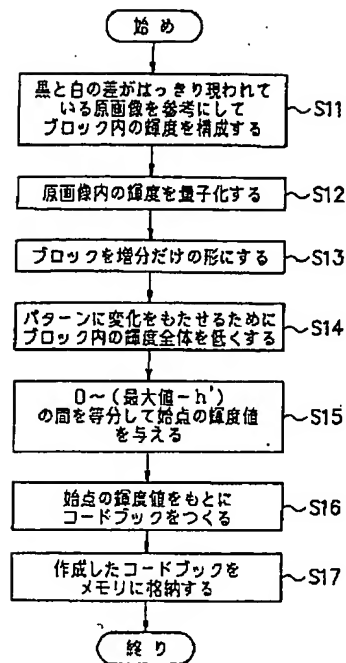 始め
黒と白の差がはっきり現われて
いる原画像を参考にして
ブロック内の輝度を構成する
S11
原画像内の輝度を量子化する
S12
ブロックを増分だけの形にする
S13
パターンに変化をもたせるために
ブロック内の輝度全体を低くする
S14
0～(最大値－h')
の間を等分して始点の輝度値
を与える
S15
始点の輝度値をもとに
コードブックをつくる
S16
作成したコードブックを
メモリに格納する
S17
終り